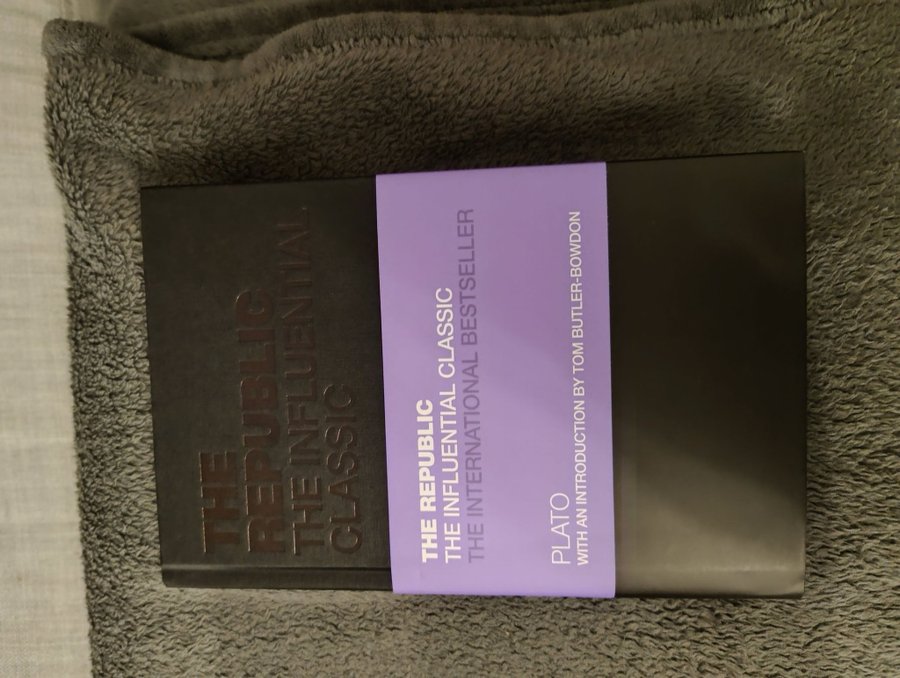 THE
REPUBLIC
THE INFLUENTIAL
CLASSIC
THE REPUBLIC
THE INFLUENTIAL CLASSIC
THE INTERNATIONAL BESTSELLER
PLATO
WITH AN INTRODUCTION BY TOM BUTLER-BOWDON